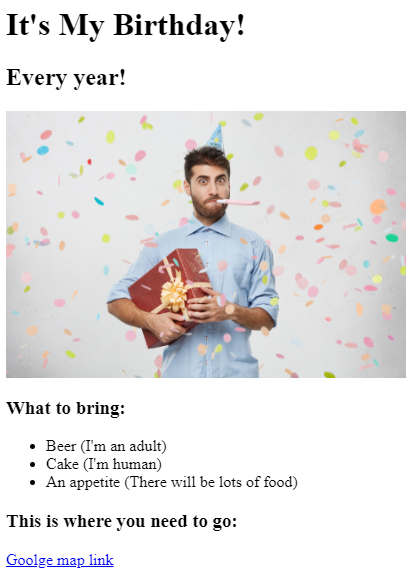 It's My Birthday!
Every year!
What to bring:
Beer (I'm an adult)
Cake (I'm human)
An appetite (There will be lots of food)
This is where you need to go:
Goolge map link